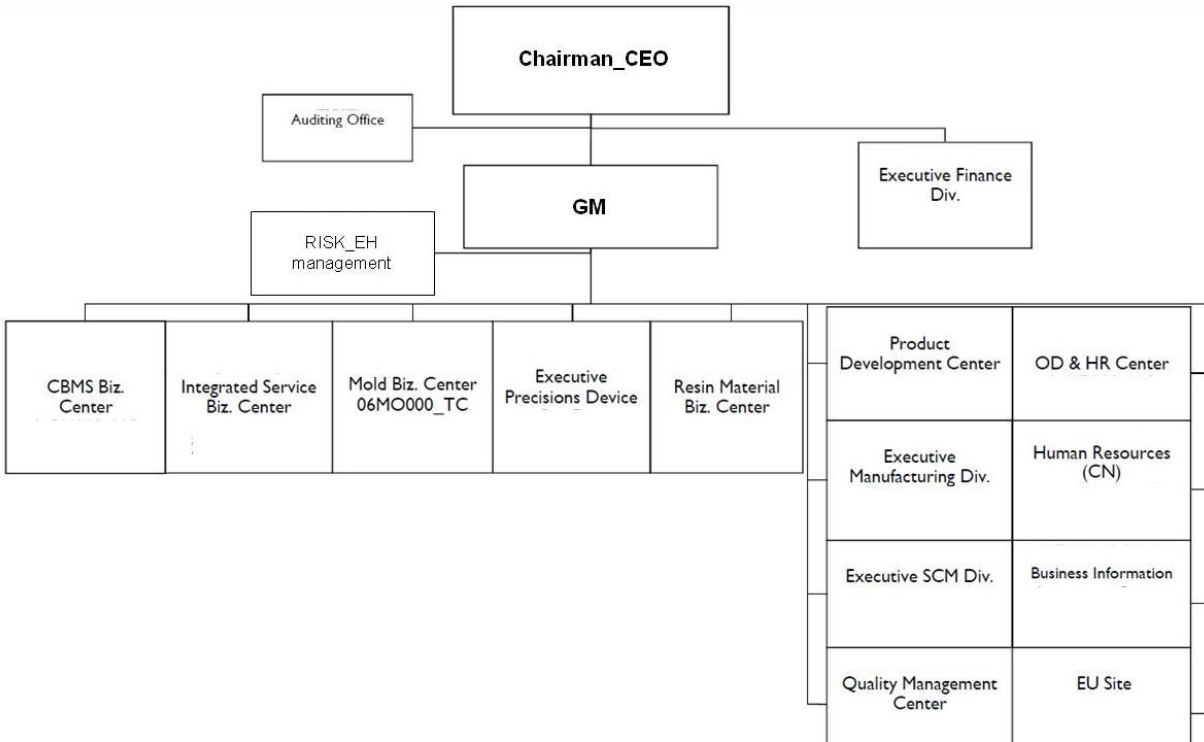 Chairman_CEO
Auditing Office
Executive Finance
Div.
GM
RISK_EH
management
CBMS Biz.
Center
Integrated Service
Biz. Center
Mold Biz. Center
06MO000_TC
Executive
Precisions Device
Resin Material
Biz. Center
Product
Development Center
OD & HR Center
Executive
Manufacturing Div.
Human Resources
(CN)
Executive SCM Div.
Business Information
Quality Management
Center
EU Site